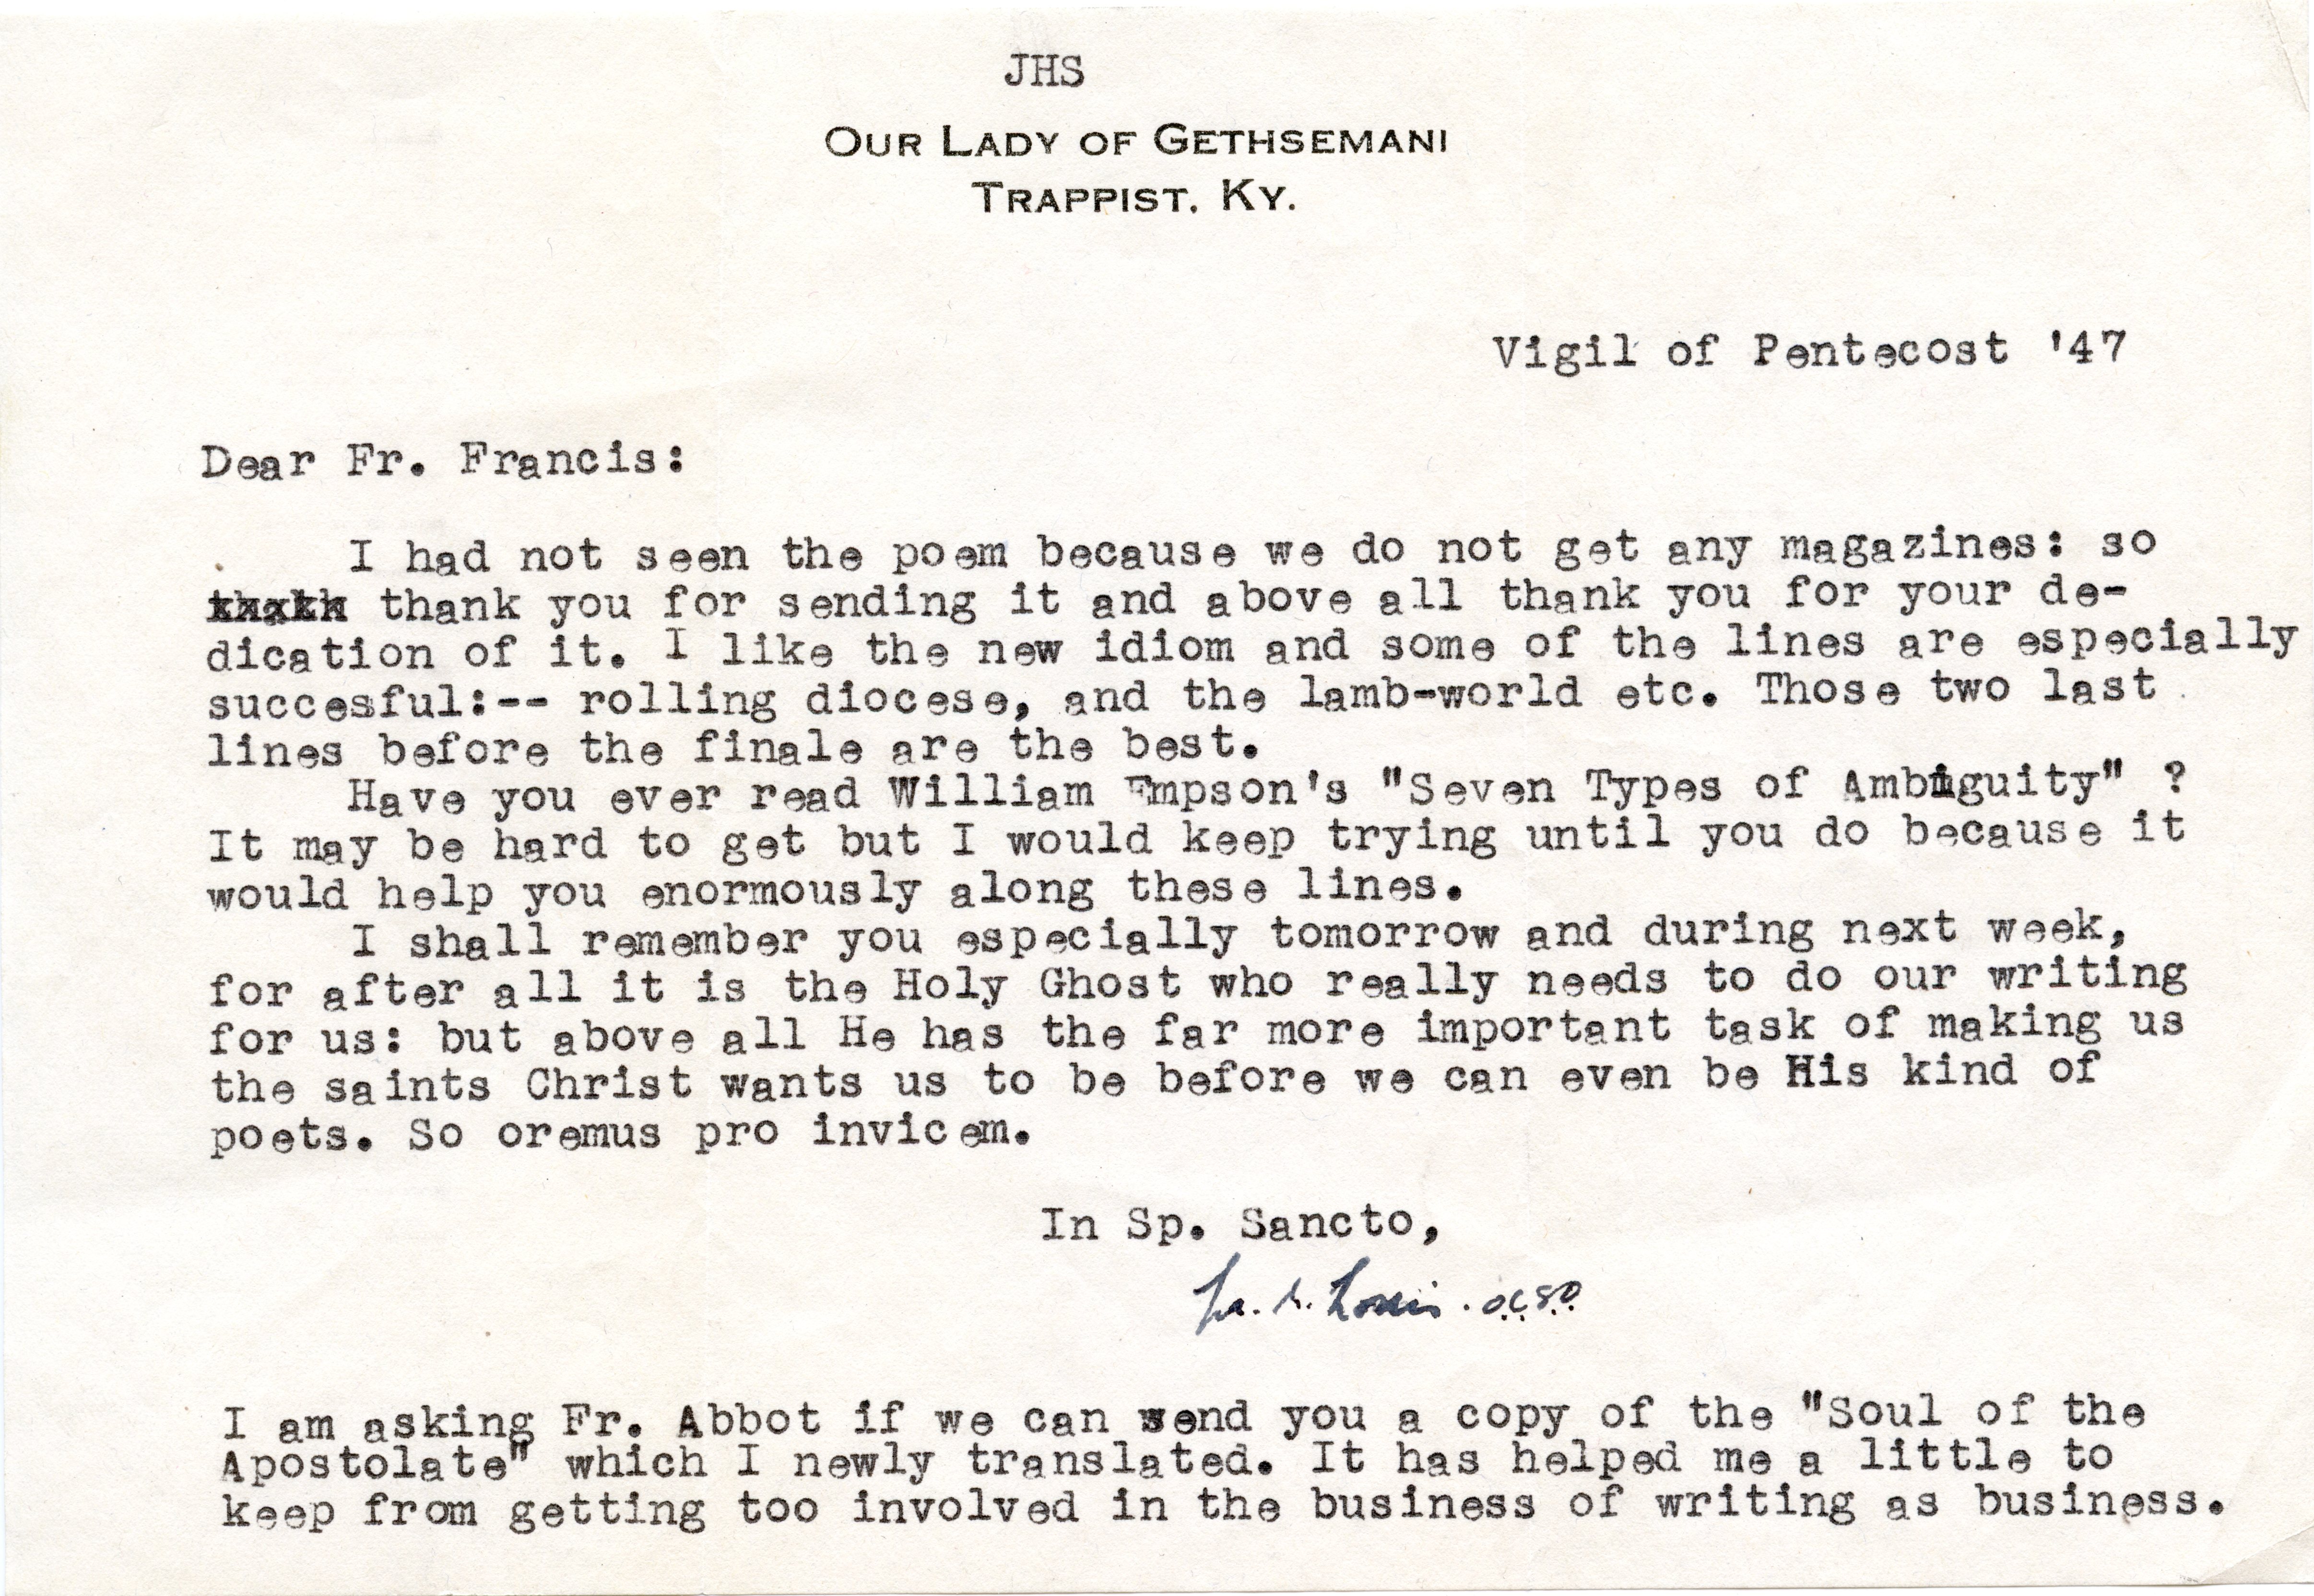 JHS
OUR LADY OF GETHSEMANI
TRAPPIST, KY.
Vigil of Pentecost '47
Dear Fr. Francis:
I had not seen the poem because we do not get any magazines: so
thank you for sending it and above all thank you for your de-
dication of it. I like the new idiom and some of the lines are especially
succesful:-- rolling diocese, and the lamb-world etc. Those two last
lines before the finale are the best.
Have you ever read William Empson's "Seven Types of Ambiguity" ?
It may be hard to get but I would keep trying until you do because it
would help you enormously along these lines.
I shall remember you especially tomorrow and during next week,
for after all it is the Holy Ghost who really needs to do our writing
for us: but above all He has the far more important task of making us
the saints Christ wants us to be before we can even be His kind of
poets. So oremus pro invicem.
In Sp. Sancto,
fr. M. Louis. o.c.s.o.
I am asking Fr. Abbot if we can send you a copy of the "Soul of the
Apostolate" which I newly translated. It has helped me a little to
keep from getting too involved in the business of writing as business.